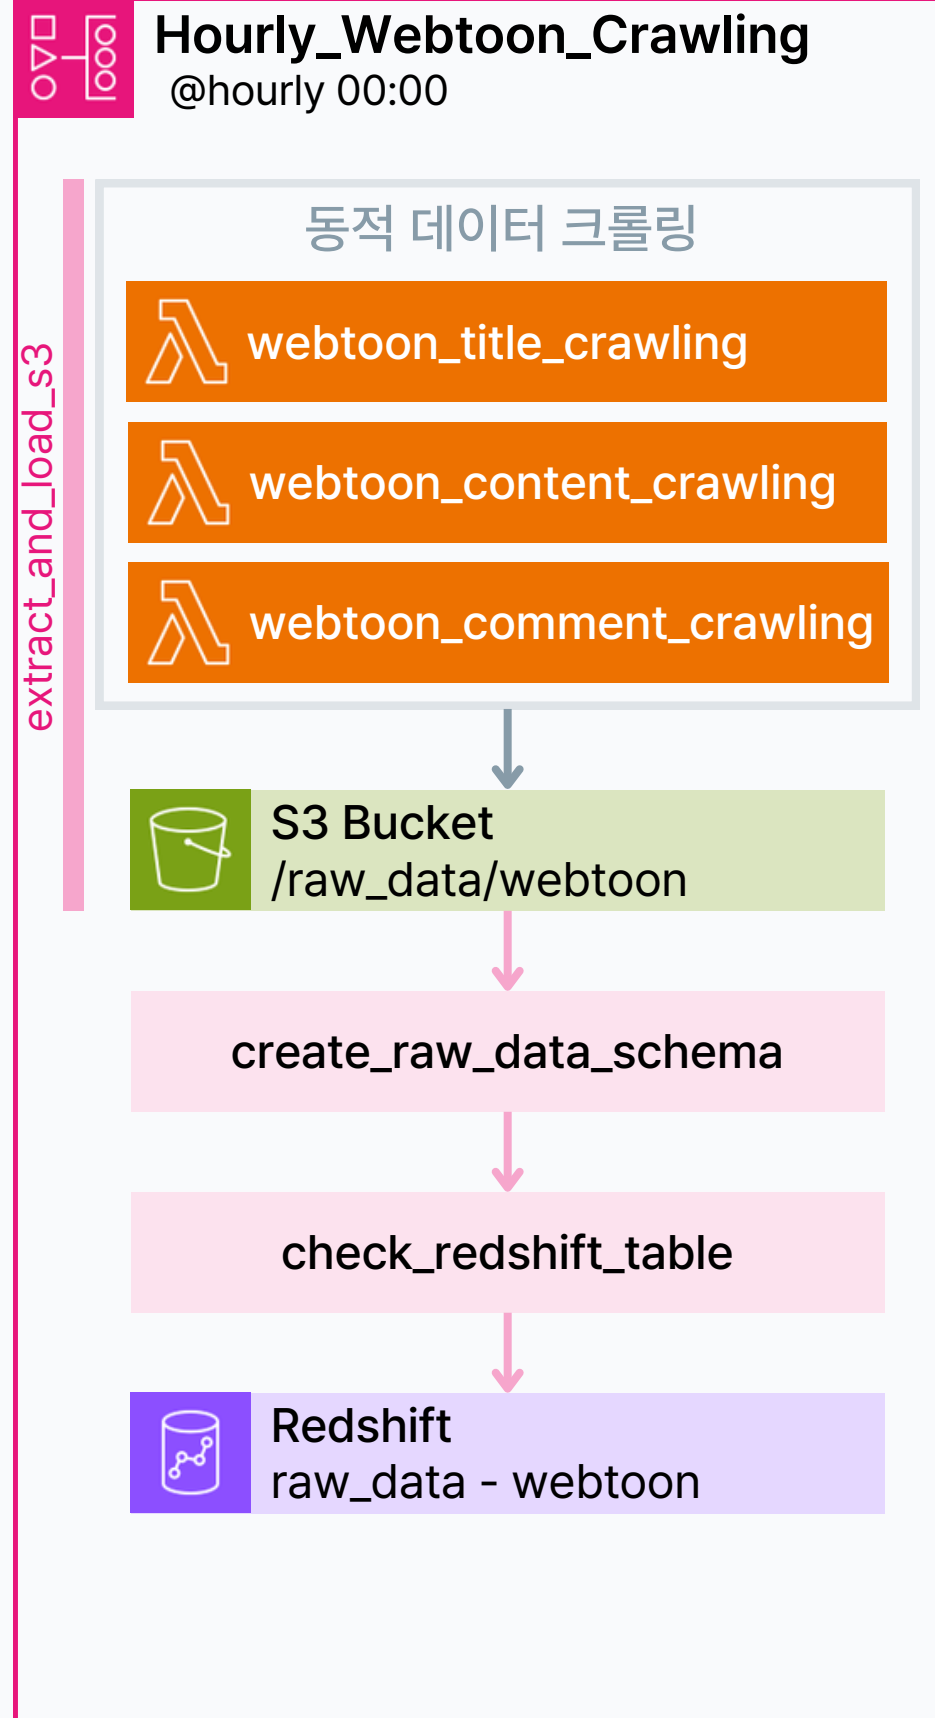 Hourly_Webtoon_Crawling
@hourly 00:00
extract_and_load_s3
동적 데이터 크롤링
webtoon_title_crawling
webtoon_content_crawling
webtoon_comment_crawling
S3 Bucket
/raw_data/webtoon
create_raw_data_schema
check_redshift_table
Redshift
raw_data - webtoon